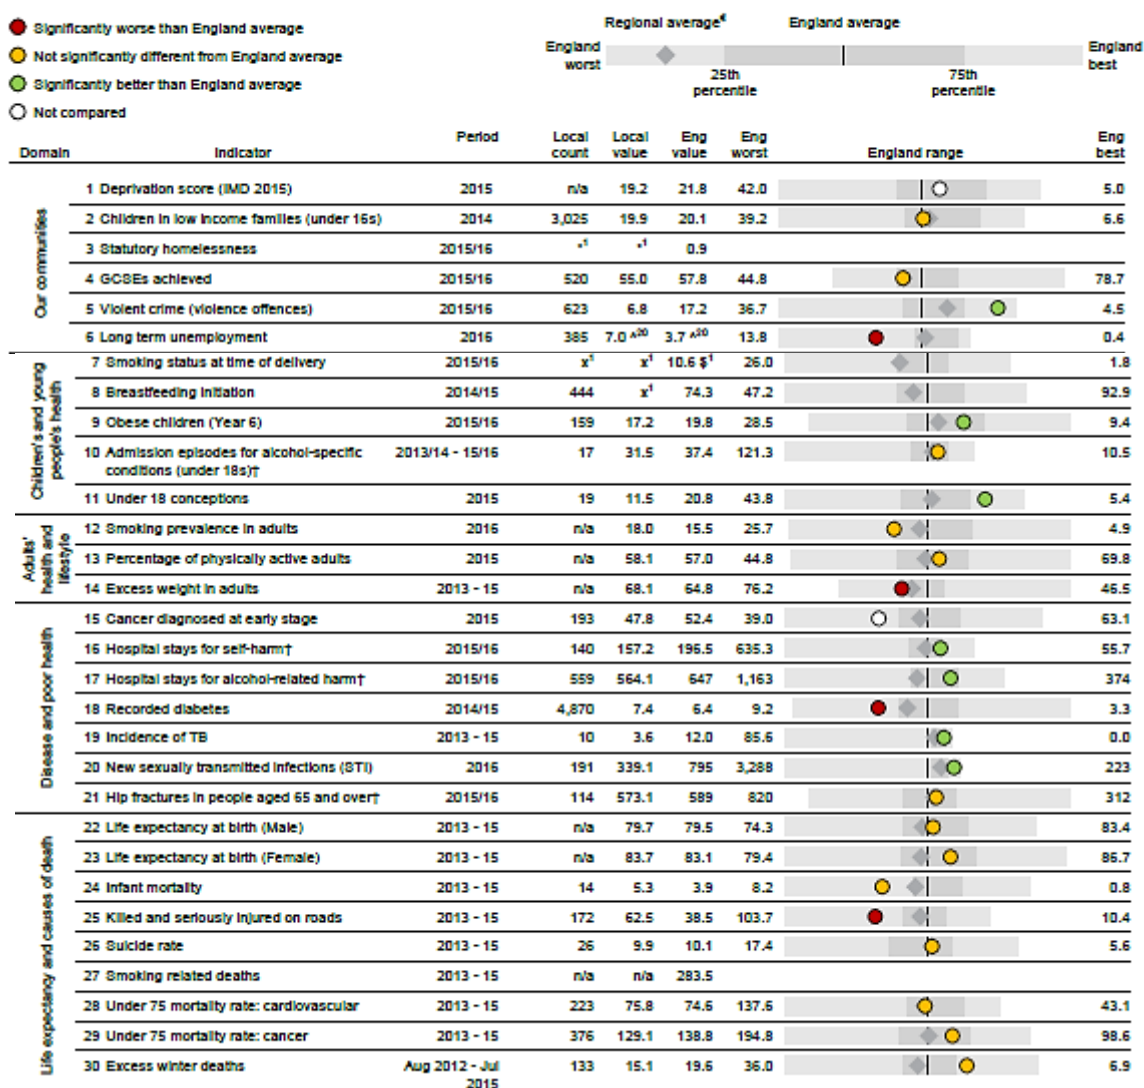 Significantly worse than England average
Not significantly different from England average
Significantly better than England average
Not compared
Regional average€ England average
England worst England best
25th percentile 75th percentile
Domain Indicator Period Local count Local value Eng value Eng worst England range Eng best
Our communities
1 Deprivation score (IMD 2015) 2015 n/a 19.2 21.8 42.0 5.0
2 Children in low income families (under 16s) 2014 3,025 19.9 20.1 39.2 6.6
3 Statutory homelessness 2015/16 *1 *1 0.9
4 GCSEs achieved 2015/16 520 55.0 57.8 44.8 78.7
5 Violent crime (violence offences) 2015/16 623 6.8 17.2 36.7 4.5
6 Long term unemployment 2016 385 7.0 ^20 3.7 ^20 13.8 0.4
Children's and young people's health
7 Smoking status at time of delivery 2015/16 x1 x1 10.6 $1 26.0 1.8
8 Breastfeeding initiation 2014/15 444 x1 74.3 47.2 92.9
9 Obese children (Year 6) 2015/16 159 17.2 19.8 28.5 9.4
10 Admission episodes for alcohol-specific conditions (under 18s)† 2013/14 - 15/16 17 31.5 37.4 121.3 10.5
11 Under 18 conceptions 2015 19 11.5 20.8 43.8 5.4
Adults' health and lifestyle
12 Smoking prevalence in adults 2016 n/a 18.0 15.5 25.7 4.9
13 Percentage of physically active adults 2015 n/a 58.1 57.0 44.8 69.8
14 Excess weight in adults 2013 - 15 n/a 68.1 64.8 76.2 46.5
Disease and poor health
15 Cancer diagnosed at early stage 2015 193 47.8 52.4 39.0 63.1
16 Hospital stays for self-harm† 2015/16 140 157.2 196.5 635.3 55.7
17 Hospital stays for alcohol-related harm† 2015/16 559 564.1 647 1,163 374
18 Recorded diabetes 2014/15 4,870 7.4 6.4 9.2 3.3
19 Incidence of TB 2013 - 15 10 3.6 12.0 85.6 0.0
20 New sexually transmitted infections (STI) 2016 191 339.1 795 3,288 223
21 Hip fractures in people aged 65 and over† 2015/16 114 573.1 589 820 312
Life expectancy and causes of death
22 Life expectancy at birth (Male) 2013 - 15 n/a 79.7 79.5 74.3 83.4
23 Life expectancy at birth (Female) 2013 - 15 n/a 83.7 83.1 79.4 86.7
24 Infant mortality 2013 - 15 14 5.3 3.9 8.2 0.8
25 Killed and seriously injured on roads 2013 - 15 172 62.5 38.5 103.7 10.4
26 Suicide rate 2013 - 15 26 9.9 10.1 17.4 5.6
27 Smoking related deaths 2013 - 15 n/a n/a 283.5
28 Under 75 mortality rate: cardiovascular 2013 - 15 223 75.8 74.6 137.6 43.1
29 Under 75 mortality rate: cancer 2013 - 15 376 129.1 138.8 194.8 98.6
30 Excess winter deaths Aug 2012 - Jul 2015 133 15.1 19.6 36.0 6.9